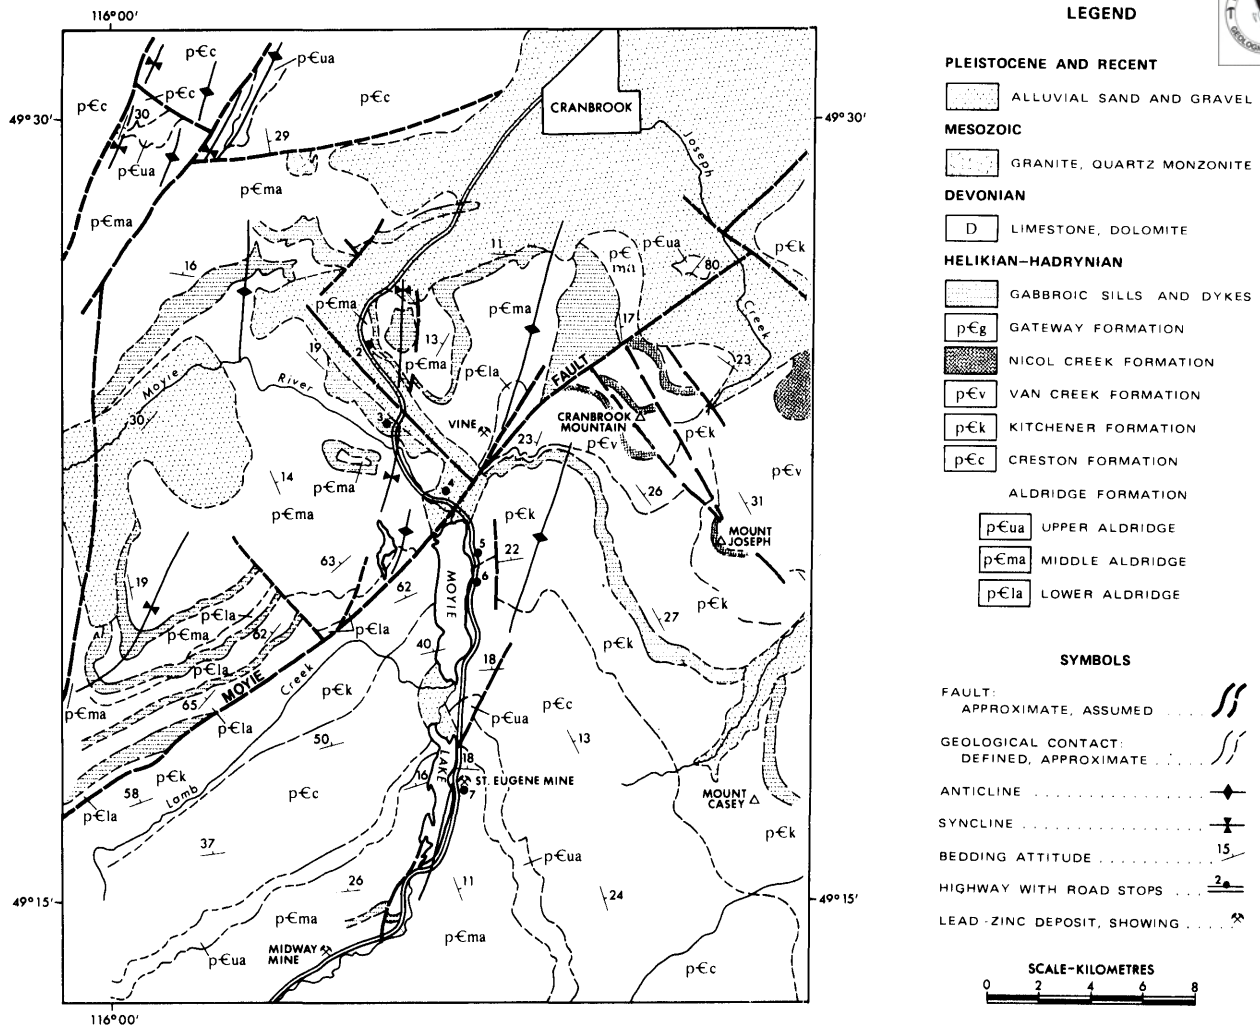 116°00'
49°30'
49°30'
p€c
p€ua
p€c
p€c
p€c
30
29
p€ua
p€ma
p€ma
CRANBROOK
Joseph
Creek
p€k
p€ua
p€ma
80
11
16
p€ma
p€ma
13
17
19
2
p€ma
p€la
FAULT
23
Moyie
River
30
3
VINE
CRANBROOK
MOUNTAIN
p€v
23
p€k
p€v
p€ma
14
p€ma
4
26
31
p€k
MOUNT
JOSEPH
5
22
6
63
62
MOYIE
19
p€la
p€ma
62
p€la
p€la
p€k
27
p€k
40
18
MOYIE
Creek
p€k
65
p€ma
p€la
p€ua
p€c
50
13
p€k
58
Lamb
p€la
p€c
LAKE
18
16
ST. EUGENE MINE
7
MOUNT
CASEY
p€k
37
p€ua
26
11
24
49°15'
49°15'
p€ma
p€ma
MIDWAY
MINE
p€ua
p€c
116°00'
LEGEND
PLEISTOCENE AND RECENT
ALLUVIAL SAND AND GRAVEL
MESOZOIC
GRANITE, QUARTZ MONZONITE
DEVONIAN
D LIMESTONE, DOLOMITE
HELIKIAN–HADRYNIAN
GABBROIC SILLS AND DYKES
p€g GATEWAY FORMATION
NICOL CREEK FORMATION
p€v VAN CREEK FORMATION
p€k KITCHENER FORMATION
p€c CRESTON FORMATION
ALDRIDGE FORMATION
p€ua UPPER ALDRIDGE
p€ma MIDDLE ALDRIDGE
p€la LOWER ALDRIDGE
SYMBOLS
FAULT:
APPROXIMATE, ASSUMED . . . .
GEOLOGICAL CONTACT:
DEFINED, APPROXIMATE . . . . .
ANTICLINE . . . . . . . . . . . . . . . . . .
SYNCLINE . . . . . . . . . . . . . . . . . .
BEDDING ATTITUDE . . . . . . . . . . 15
HIGHWAY WITH ROAD STOPS . . . 2
LEAD-ZINC DEPOSIT, SHOWING . . . . .
SCALE–KILOMETRES
0 2 4 6 8